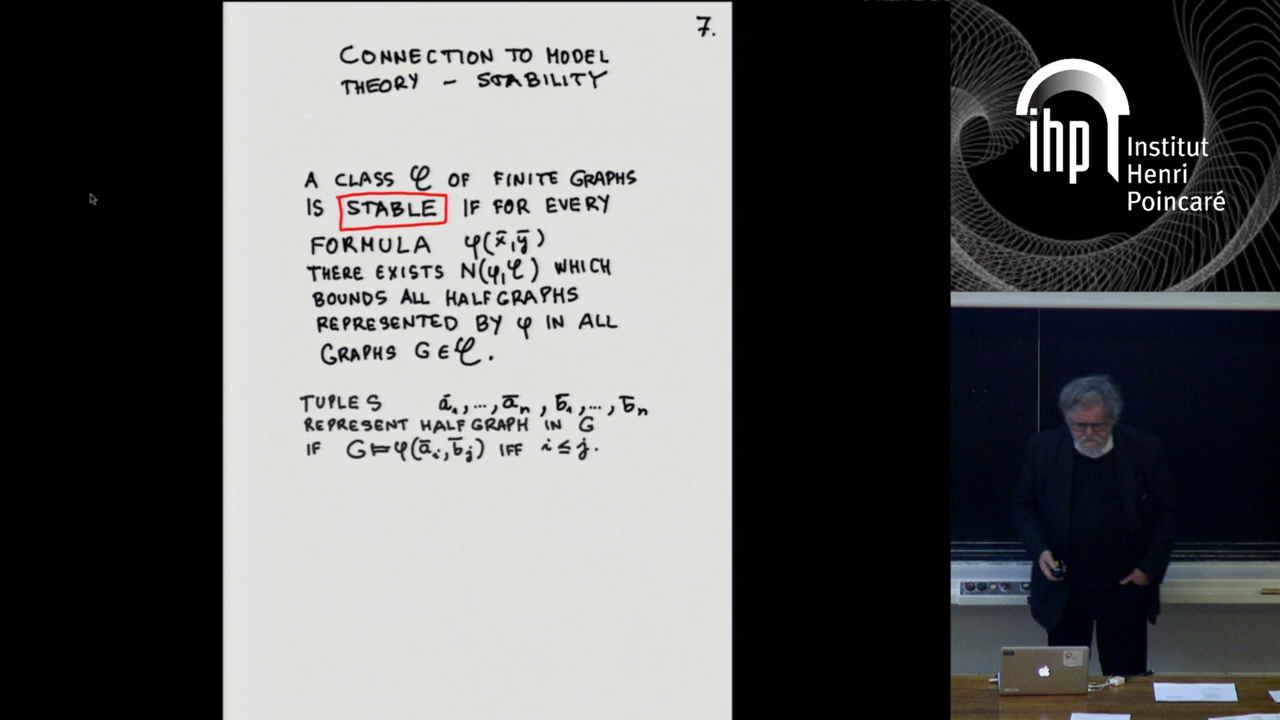 7.
CONNECTION TO MODEL
THEORY – STABILITY
A CLASS 𝒞 OF FINITE GRAPHS
IS STABLE IF FOR EVERY
FORMULA φ(x̄,ȳ)
THERE EXISTS N(φ,𝒞) WHICH
BOUNDS ALL HALFGRAPHS
REPRESENTED BY φ IN ALL
GRAPHS G∈𝒞.
TUPLES ā₁,...,āₙ, b̄₁,...,b̄ₙ
REPRESENT HALFGRAPH IN G
IF G⊨φ(āᵢ,b̄ⱼ) IFF i≤j.
ihp
Institut
Henri
Poincaré